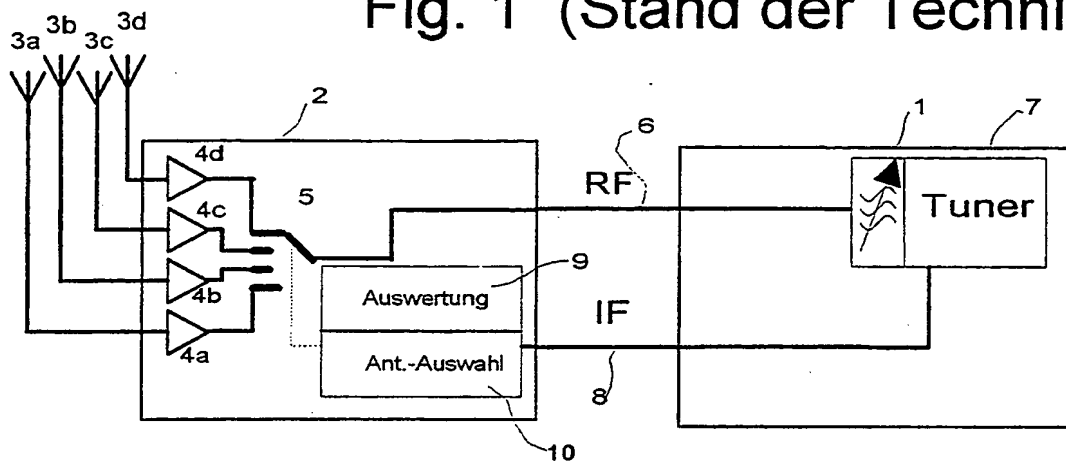 Fig. 1 (Stand der Techni
3a 3b 3c 3d
2
6
1
7
4d
4c
4b
4a
5
RF
Tuner
9
Auswertung
IF
Ant.-Auswahl
8
10